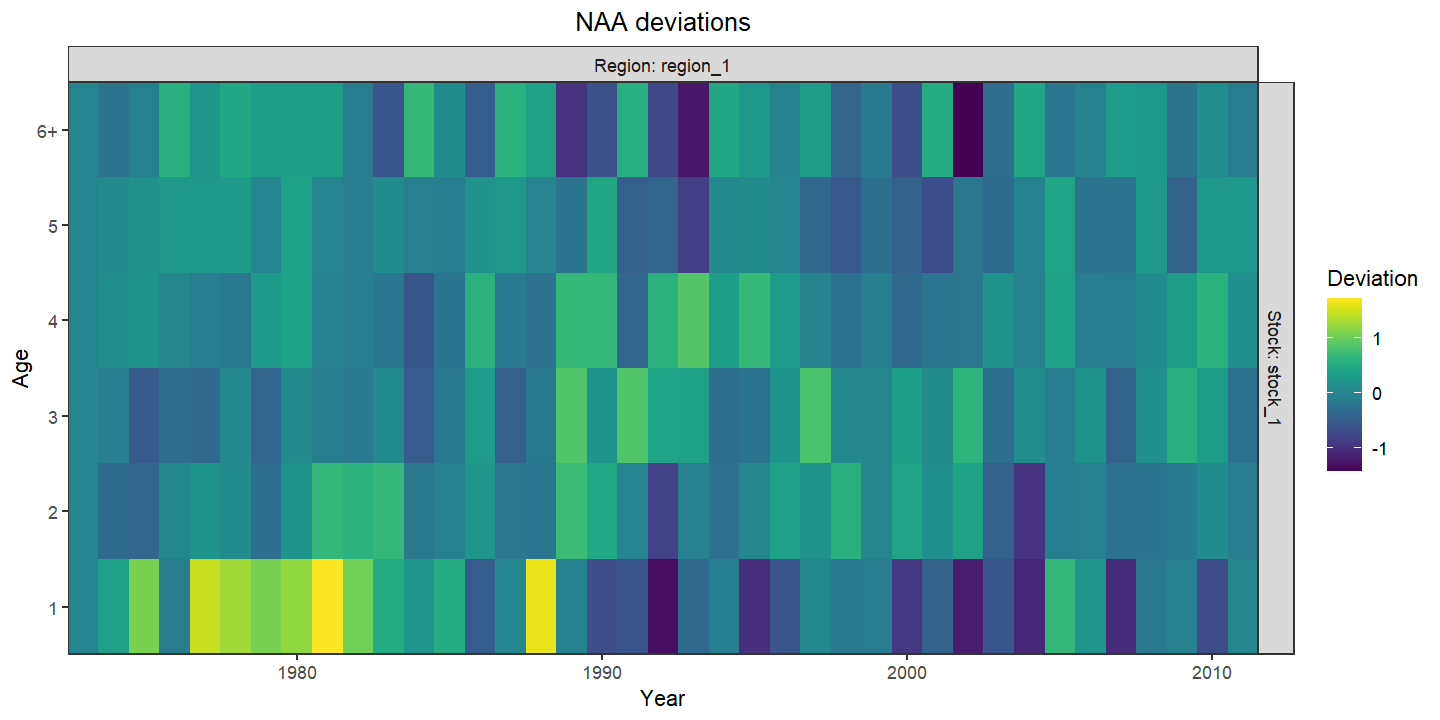 NAA deviations
Region: region_1
Stock: stock_1
Age
6+
5
4
3
2
1
1980
1990
2000
2010
Year
Deviation
1
0
-1